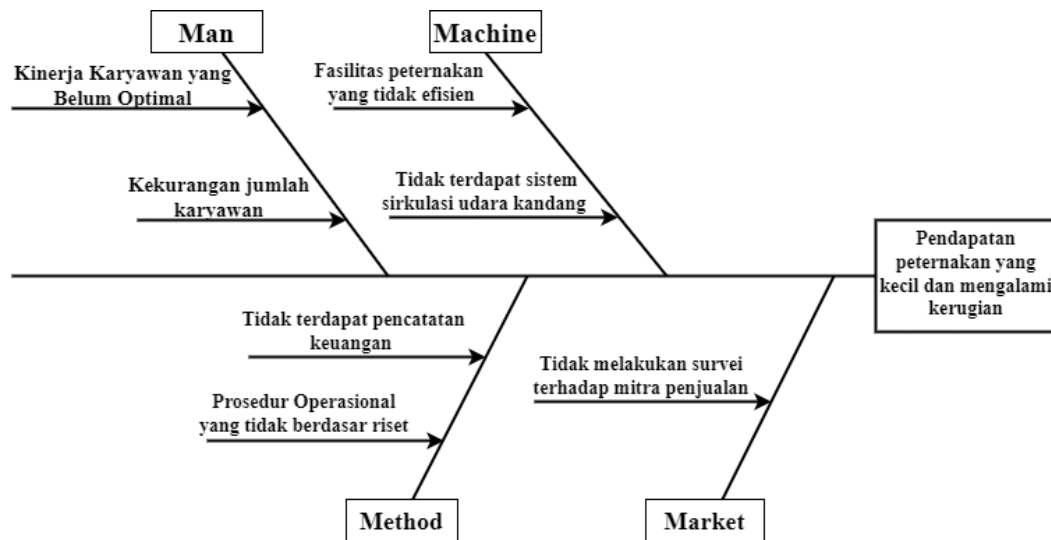 Man
Machine
Kinerja Karyawan yang
Belum Optimal
Fasilitas peternakan
yang tidak efisien
Kekurangan jumlah
karyawan
Tidak terdapat sistem
sirkulasi udara kandang
Pendapatan
peternakan yang
kecil dan mengalami
kerugian
Tidak terdapat pencatatan
keuangan
Tidak melakukan survei
terhadap mitra penjualan
Prosedur Operasional
yang tidak berdasar riset
Method
Market